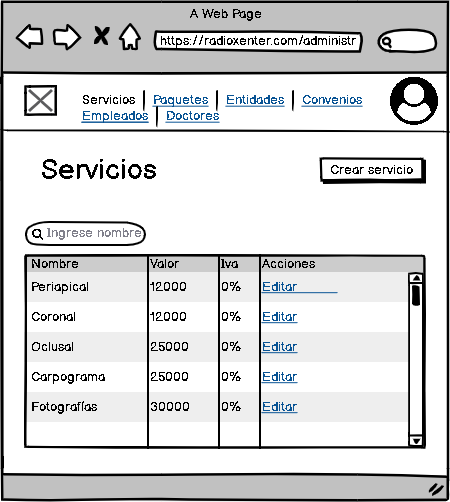 A Web Page
https://radioxenter.com/administr
Servicios Paquetes Entidades Convenios
Empleados Doctores
Servicios
Crear servicio
Ingrese nombre
Nombre Valor Iva Acciones
Periapical 12000 0% Editar
Coronal 12000 0% Editar
Oclusal 25000 0% Editar
Carpograma 25000 0% Editar
Fotografías 30000 0% Editar